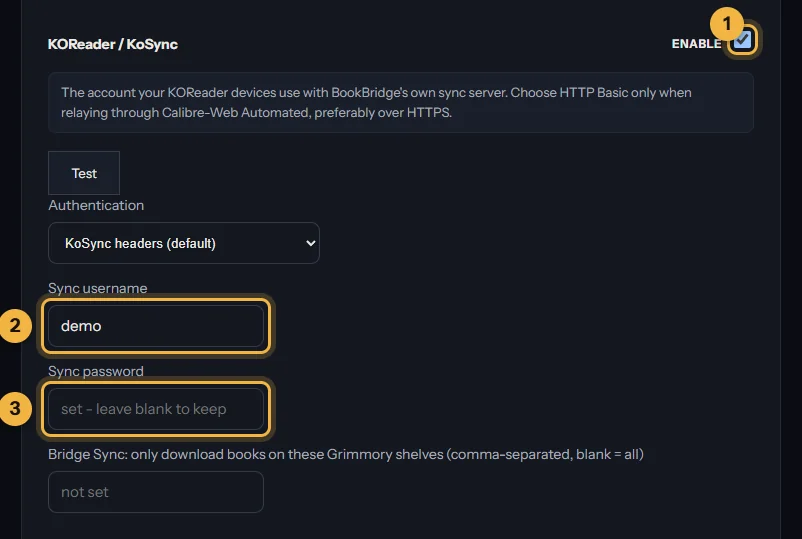 1
KOReader / KoSync
ENABLE
The account your KOReader devices use with BookBridge's own sync server. Choose HTTP Basic only when
relaying through Calibre-Web Automated, preferably over HTTPS.
Test
Authentication
KoSync headers (default)
Sync username
2
demo
Sync password
3
set - leave blank to keep
Bridge Sync: only download books on these Grimmory shelves (comma-separated, blank = all)
not set